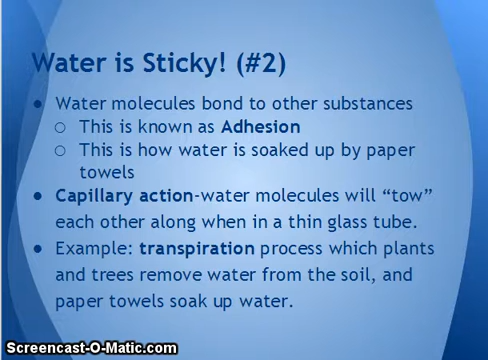 Water is Sticky! (#2)
● Water molecules bond to other substances
○ This is known as Adhesion
○ This is how water is soaked up by paper
towels
● Capillary action-water molecules will “tow”
each other along when in a thin glass tube.
● Example: transpiration process which plants
and trees remove water from the soil, and
paper towels soak up water.
Screencast-O-Matic.com